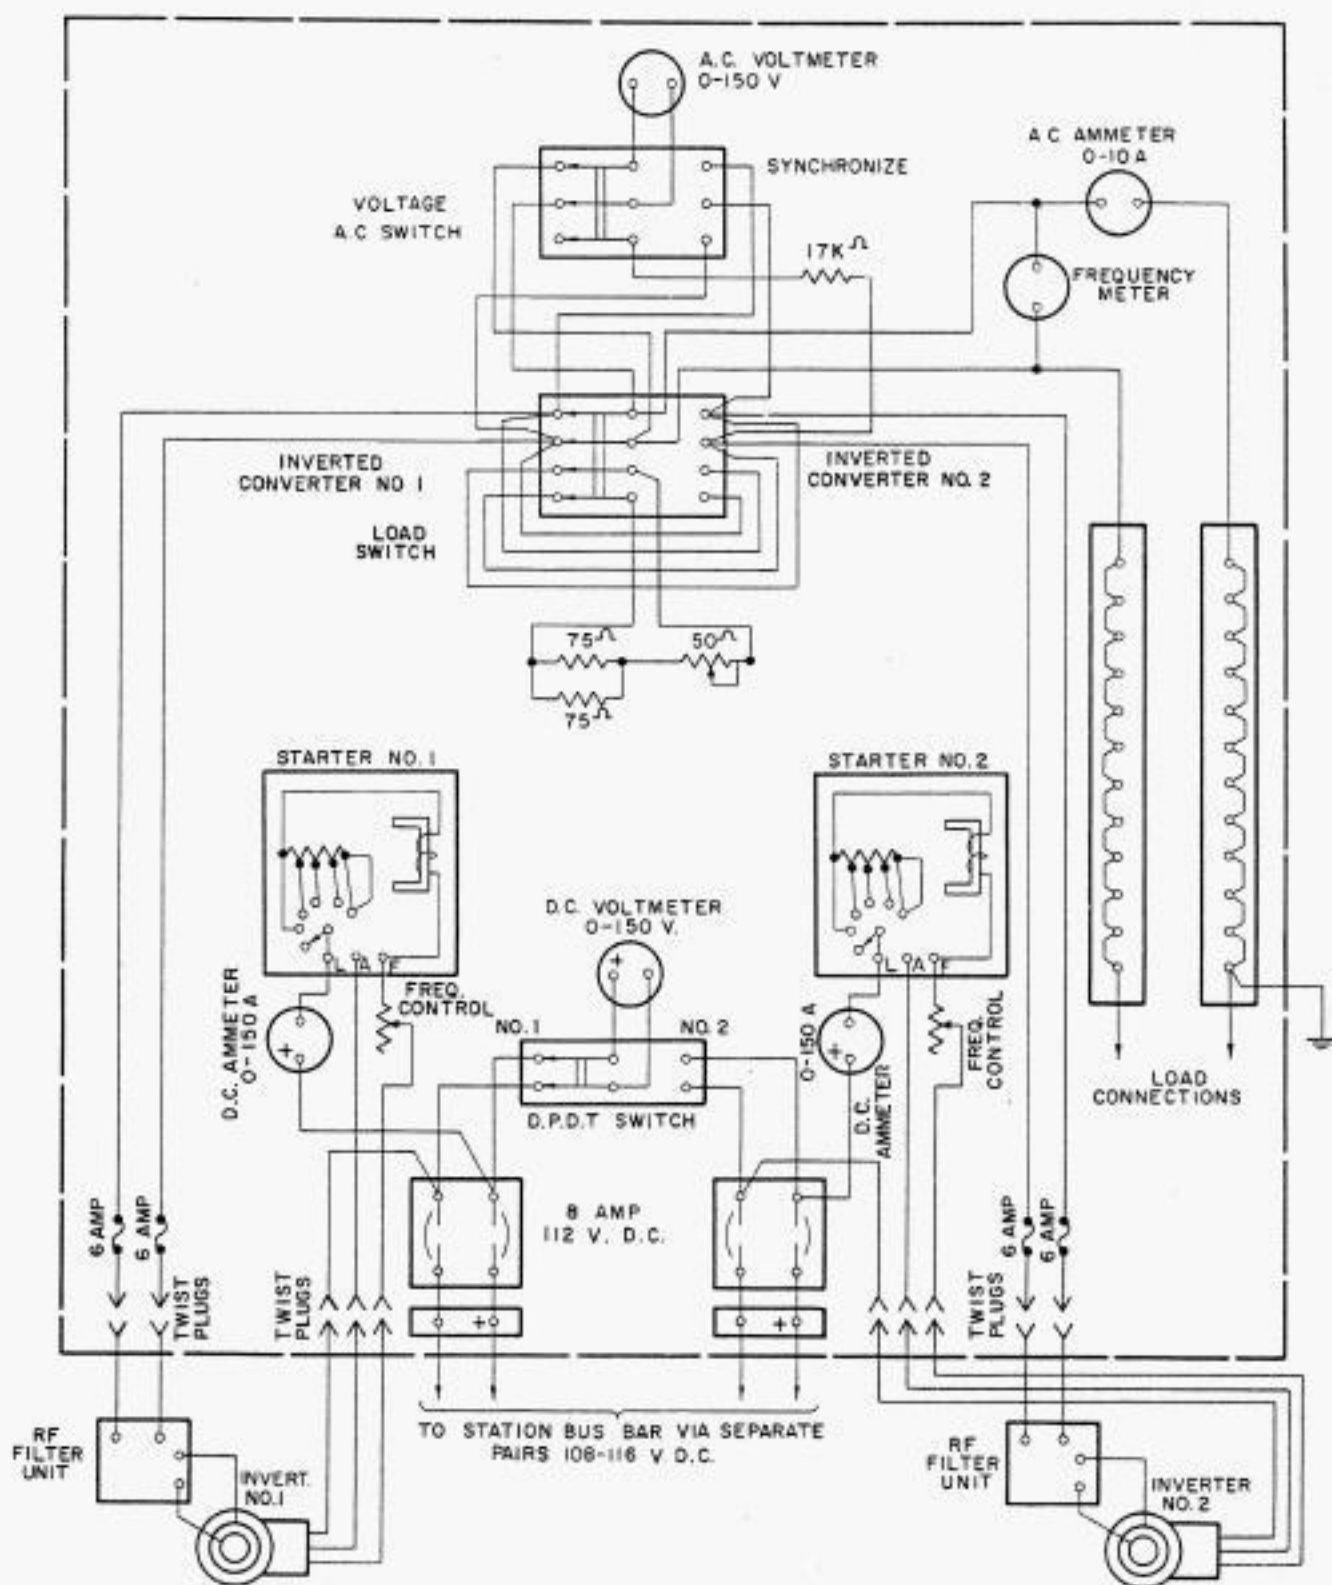 A.C. VOLTMETER
0-150 V
A C AMMETER
0-10 A
SYNCHRONIZE
VOLTAGE
A.C SWITCH
17K Ω
FREQUENCY
METER
INVERTED
CONVERTER NO 1
INVERTED
CONVERTER NO. 2
LOAD
SWITCH
75 Ω
50 Ω
75 Ω
STARTER NO. 1
STARTER NO. 2
D.C. VOLTMETER
0-150 V.
+
L A F
L A F
FREQ.
CONTROL
D.C. AMMETER
0-150 A
+
NO. 1
NO. 2
0-150 A
D.C.
AMMETER
+
FREQ.
CONTROL
LOAD
CONNECTIONS
D.P.D.T SWITCH
8 AMP
112 V. D.C.
6 AMP
6 AMP
6 AMP
6 AMP
TWIST
PLUGS
TWIST
PLUGS
TWIST
PLUGS
+
+
TO STATION BUS BAR VIA SEPARATE
PAIRS 108-116 V D.C.
RF
FILTER
UNIT
INVERT.
NO. 1
RF
FILTER
UNIT
INVERTER
NO. 2